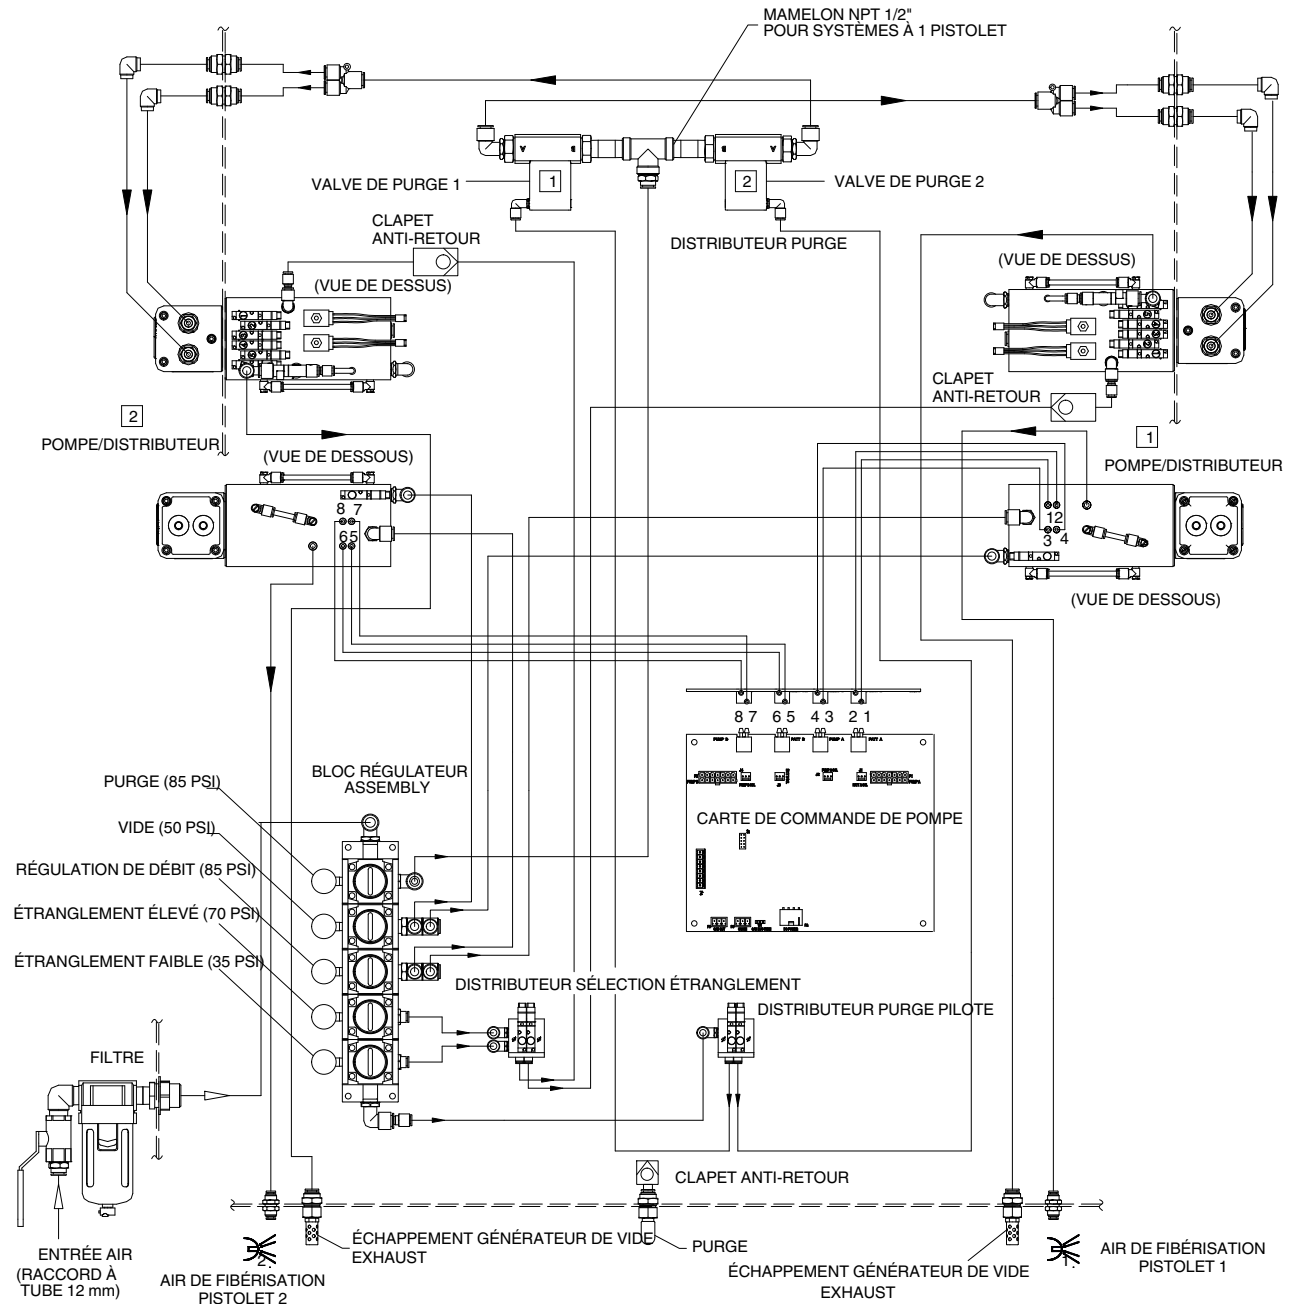 MAMELON NPT 1/2"
POUR SYSTÈMES À 1 PISTOLET
A
B
B
A
VALVE DE PURGE 1
1
2
VALVE DE PURGE 2
CLAPET
ANTI-RETOUR
DISTRIBUTEUR PURGE
(VUE DE DESSUS)
(VUE DE DESSUS)
CLAPET
ANTI-RETOUR
2
POMPE/DISTRIBUTEUR
1
POMPE/DISTRIBUTEUR
(VUE DE DESSOUS)
8 7
65
12
3 4
(VUE DE DESSOUS)
8 7 6 5 4 3 2 1
PUMP B
PATT B
PUMP A
PATT A
BLOC RÉGULATEUR
ASSEMBLY
PURGE (85 PSI)
VIDE (50 PSI)
RÉGULATION DE DÉBIT (85 PSI)
ÉTRANGLEMENT ÉLEVÉ (70 PSI)
ÉTRANGLEMENT FAIBLE (35 PSI)
CARTE DE COMMANDE DE POMPE
DISTRIBUTEUR SÉLECTION ÉTRANGLEMENT
DISTRIBUTEUR PURGE PILOTE
FILTRE
CLAPET ANTI-RETOUR
ENTRÉE AIR
(RACCORD À
TUBE 12 mm)
2.
AIR DE FIBÉRISATION
PISTOLET 2
ÉCHAPPEMENT GÉNÉRATEUR DE VIDE
EXHAUST
PURGE
ÉCHAPPEMENT GÉNÉRATEUR DE VIDE
EXHAUST
1.
AIR DE FIBÉRISATION
PISTOLET 1